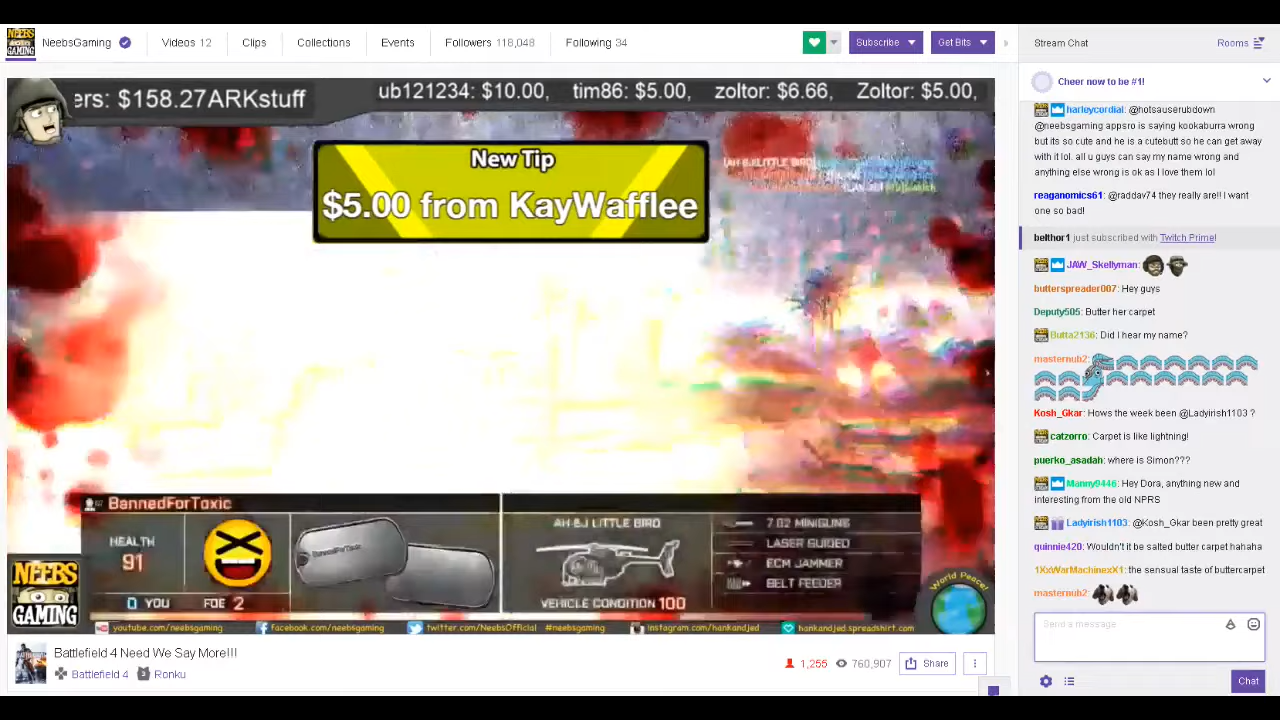 NeebsGaming
Videos 12
Clips
Collections
Events
Followers 118,048
Following 34
Subscribe
Get Bits
Stream Chat
Rooms
ers: $158.27ARKstuff
ub121234: $10.00, tim86: $5.00, zoltor: $6.66, Zoltor: $5.00,
New Tip
$5.00 from KayWafflee
BannedForToxic
HEALTH
91
0 YOU FOE 2
BannedForToxic
AH-6J LITTLE BIRD
VEHICLE CONDITION 100
7.62 MINIGUNS
LASER GUIDED
ECM JAMMER
BELT FEEDER
NEEBS
GAMING
World Peace!
youtube.com/neebsgaming
facebook.com/neebsgaming
twitter.com/NeebsOfficial #neebsgaming
instagram.com/hankandjed
hankandjed.spreadshirt.com
Battlefield 4 Need We Say More!!!
Battlefield 4
Ronku
1,255
760,907
Share
Cheer now to be #1!
harleycordial: @hotsauserubdown
@neebsgaming appsro is saying kookaburra wrong
but its so cute and he is a cutebutt so he can get away
with it lol. all u guys can say my name wrong and
anything else wrong is ok as I love them lol
reaganomics61: @raddav74 they really are!! I want
one so bad!
belthor1 just subscribed with Twitch Prime!
JAW_Skellyman:
butterspreader007: Hey guys
Deputy505: Butter her carpet
Butta2136: Did I hear my name?
masternub2:
Kosh_Gkar: Hows the week been @Ladyirish1103 ?
catzorro: Carpet is like lightning!
puerko_asadah: where is Simon???
Manny9446: Hey Dora, anything new and
interesting from the old NPRS
Ladyirish1103: @Kosh_Gkar been pretty great
quinnie420: Wouldn't it be salted butter carpet hahaha
1XxWarMachinexX1: the sensual taste of buttercarpet
masternub2:
Send a message
Chat